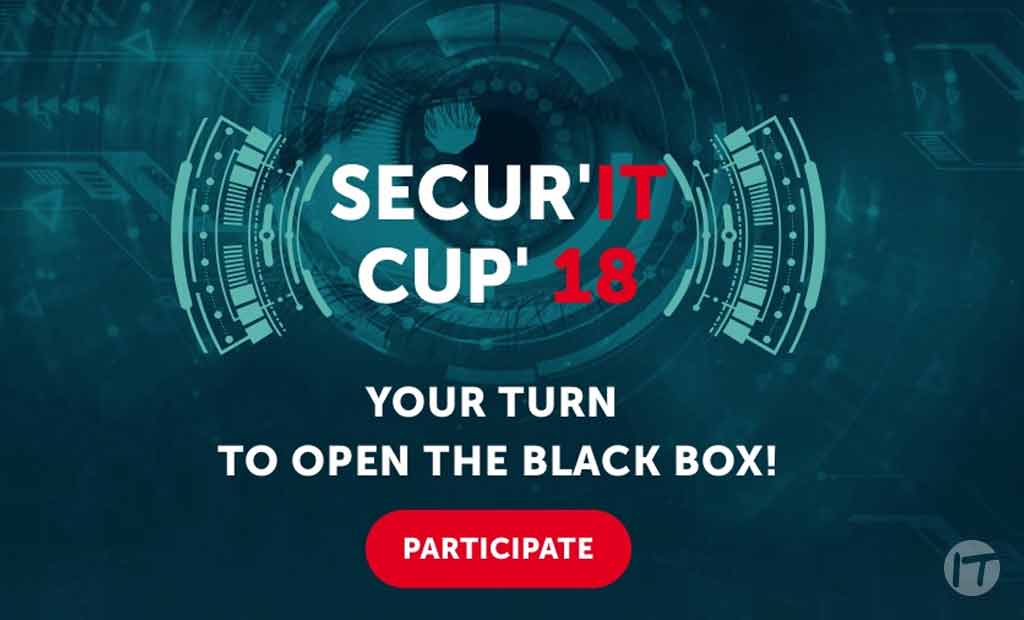 SECUR'IT
CUP' 18
YOUR TURN
TO OPEN THE BLACK BOX!
PARTICIPATE
IT